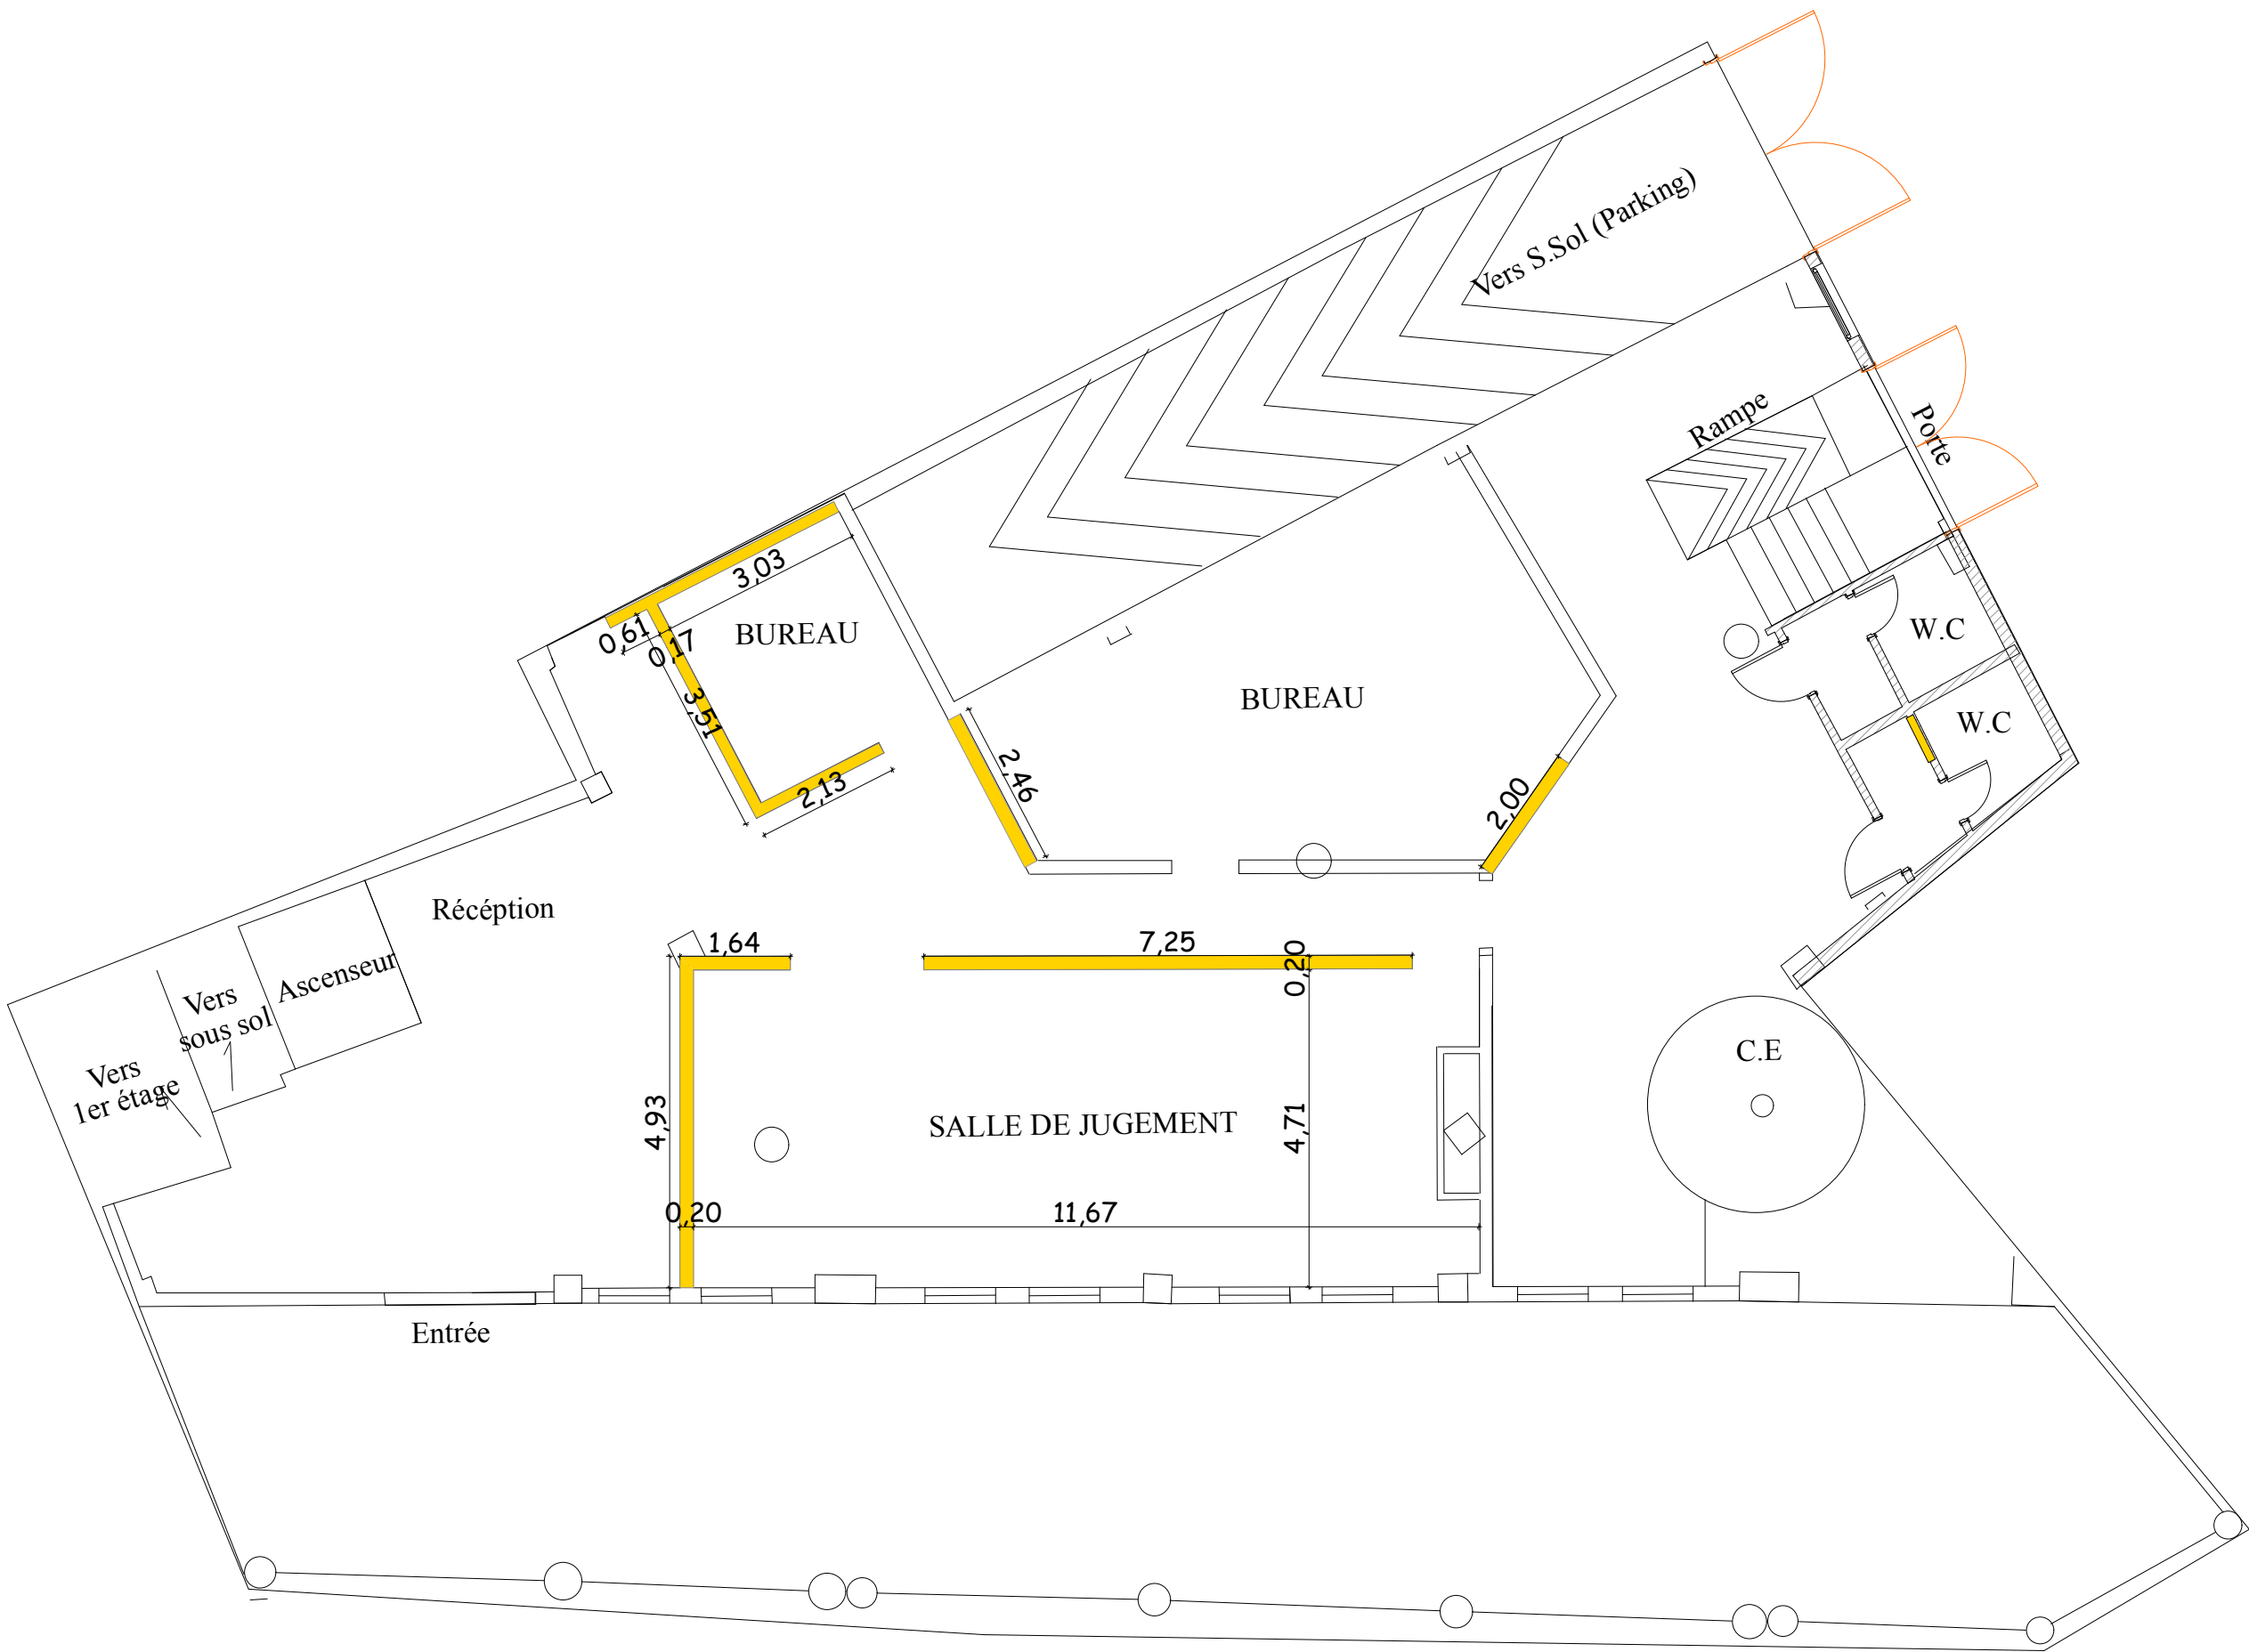 Vers S.Sol (Parking)
Rampe
Porte
3,03
0,61
0,17
BUREAU
3,51
2,13
W.C
BUREAU
W.C
2,46
2,00
Récéption
1,64
7,25
0,20
Ascenseur
Vers
sous sol
Vers
1er étage
C.E
4,93
SALLE DE JUGEMENT
4,71
0,20
11,67
Entrée